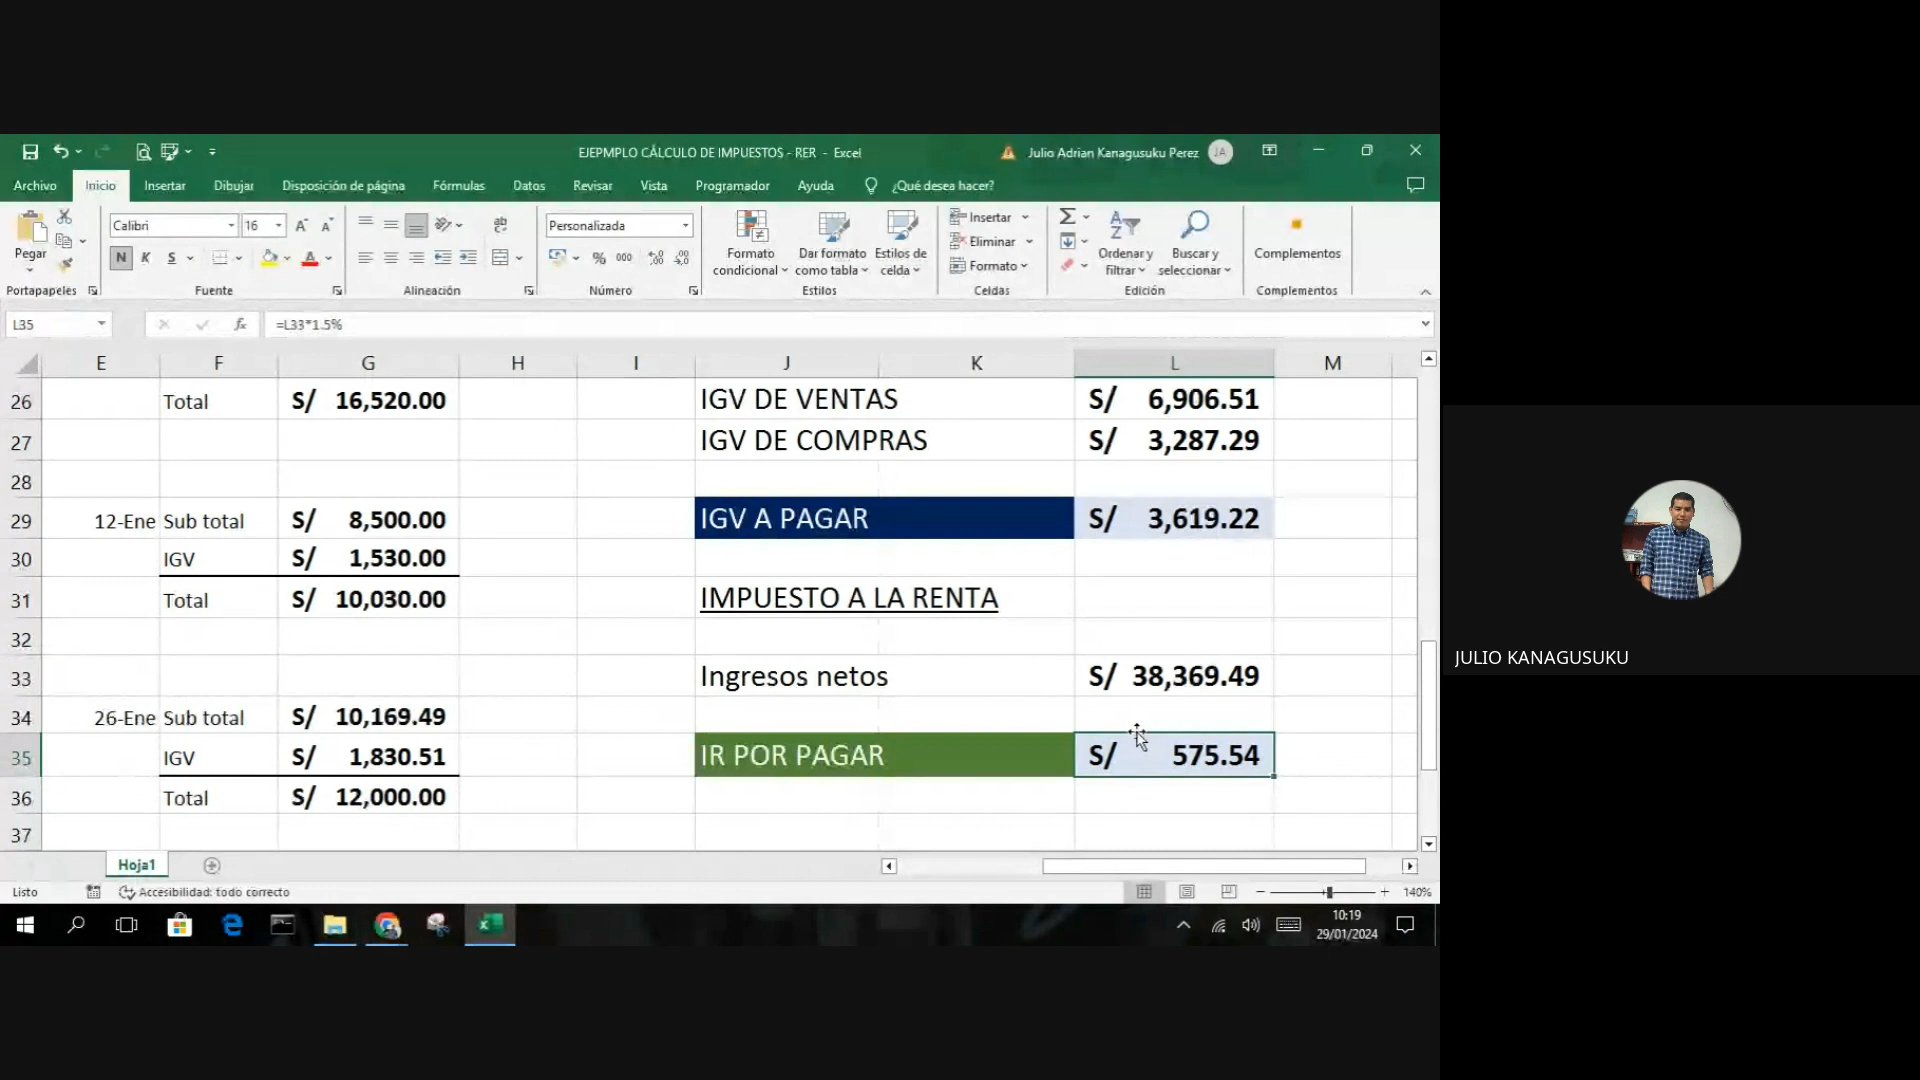 EJEPMPLO CÁLCULO DE IMPUESTOS - RER - Excel
Julio Adrian Kanagusuku Perez
JA
Archivo Inicio Insertar Dibujar Disposición de página Fórmulas Datos Revisar Vista Programador Ayuda ¿Qué desea hacer?
Pegar
Calibri 16
N K S
Personalizada
% 000
Formato condicional
Dar formato como tabla
Estilos de celda
Insertar
Eliminar
Formato
Ordenar y filtrar
Buscar y seleccionar
Complementos
Portapapeles Fuente Alineación Número Estilos Celdas Edición Complementos
L35 fx =L33*1.5%
E F G H I J K L M
26 Total S/ 16,520.00 IGV DE VENTAS S/ 6,906.51
27 IGV DE COMPRAS S/ 3,287.29
28
29 12-Ene Sub total S/ 8,500.00 IGV A PAGAR S/ 3,619.22
30 IGV S/ 1,530.00
31 Total S/ 10,030.00 IMPUESTO A LA RENTA
32
33 Ingresos netos S/ 38,369.49
34 26-Ene Sub total S/ 10,169.49
35 IGV S/ 1,830.51 IR POR PAGAR S/ 575.54
36 Total S/ 12,000.00
37
Hoja1
Listo Accesibilidad: todo correcto 140%
10:19
29/01/2024
JULIO KANAGUSUKU